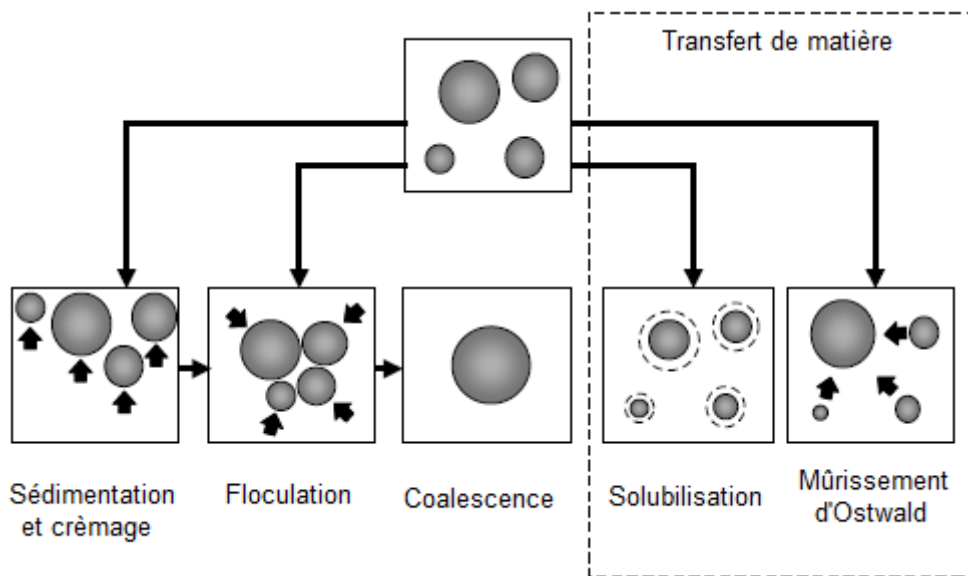 Transfert de matière
Sédimentation
et crèmage
Floculation
Coalescence
Solubilisation
Mûrissement
d'Ostwald